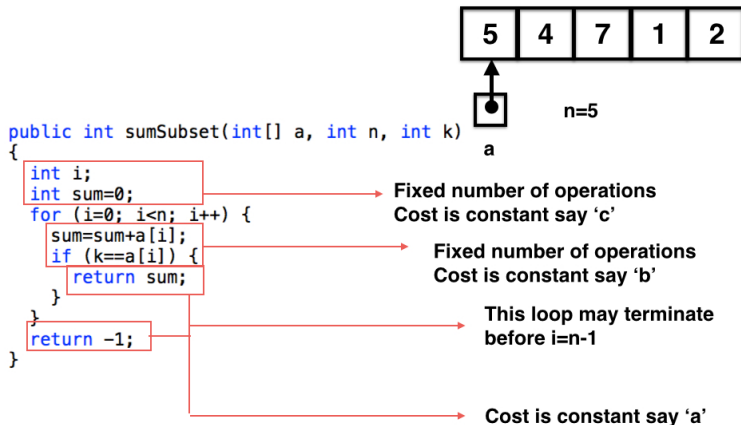 5 4 7 1 2
n=5
a
public int sumSubset(int[] a, int n, int k)
{
int i;
int sum=0;
for (i=0; i<n; i++) {
sum=sum+a[i];
if (k==a[i]) {
return sum;
}
}
return -1;
}
Fixed number of operations
Cost is constant say ‘c’
Fixed number of operations
Cost is constant say ‘b’
This loop may terminate
before i=n-1
Cost is constant say ‘a’